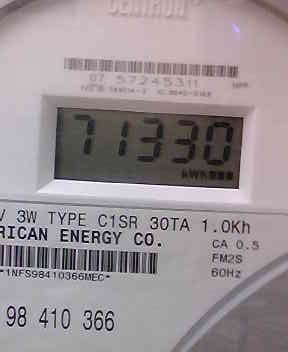 CENTRON
07 57245311
71330
kWh
V 3W TYPE C1SR 30TA 1.0Kh
RICAN ENERGY CO.
CA 0.5
FM2S
60Hz
*1NFS98410366MEC*
98 410 366